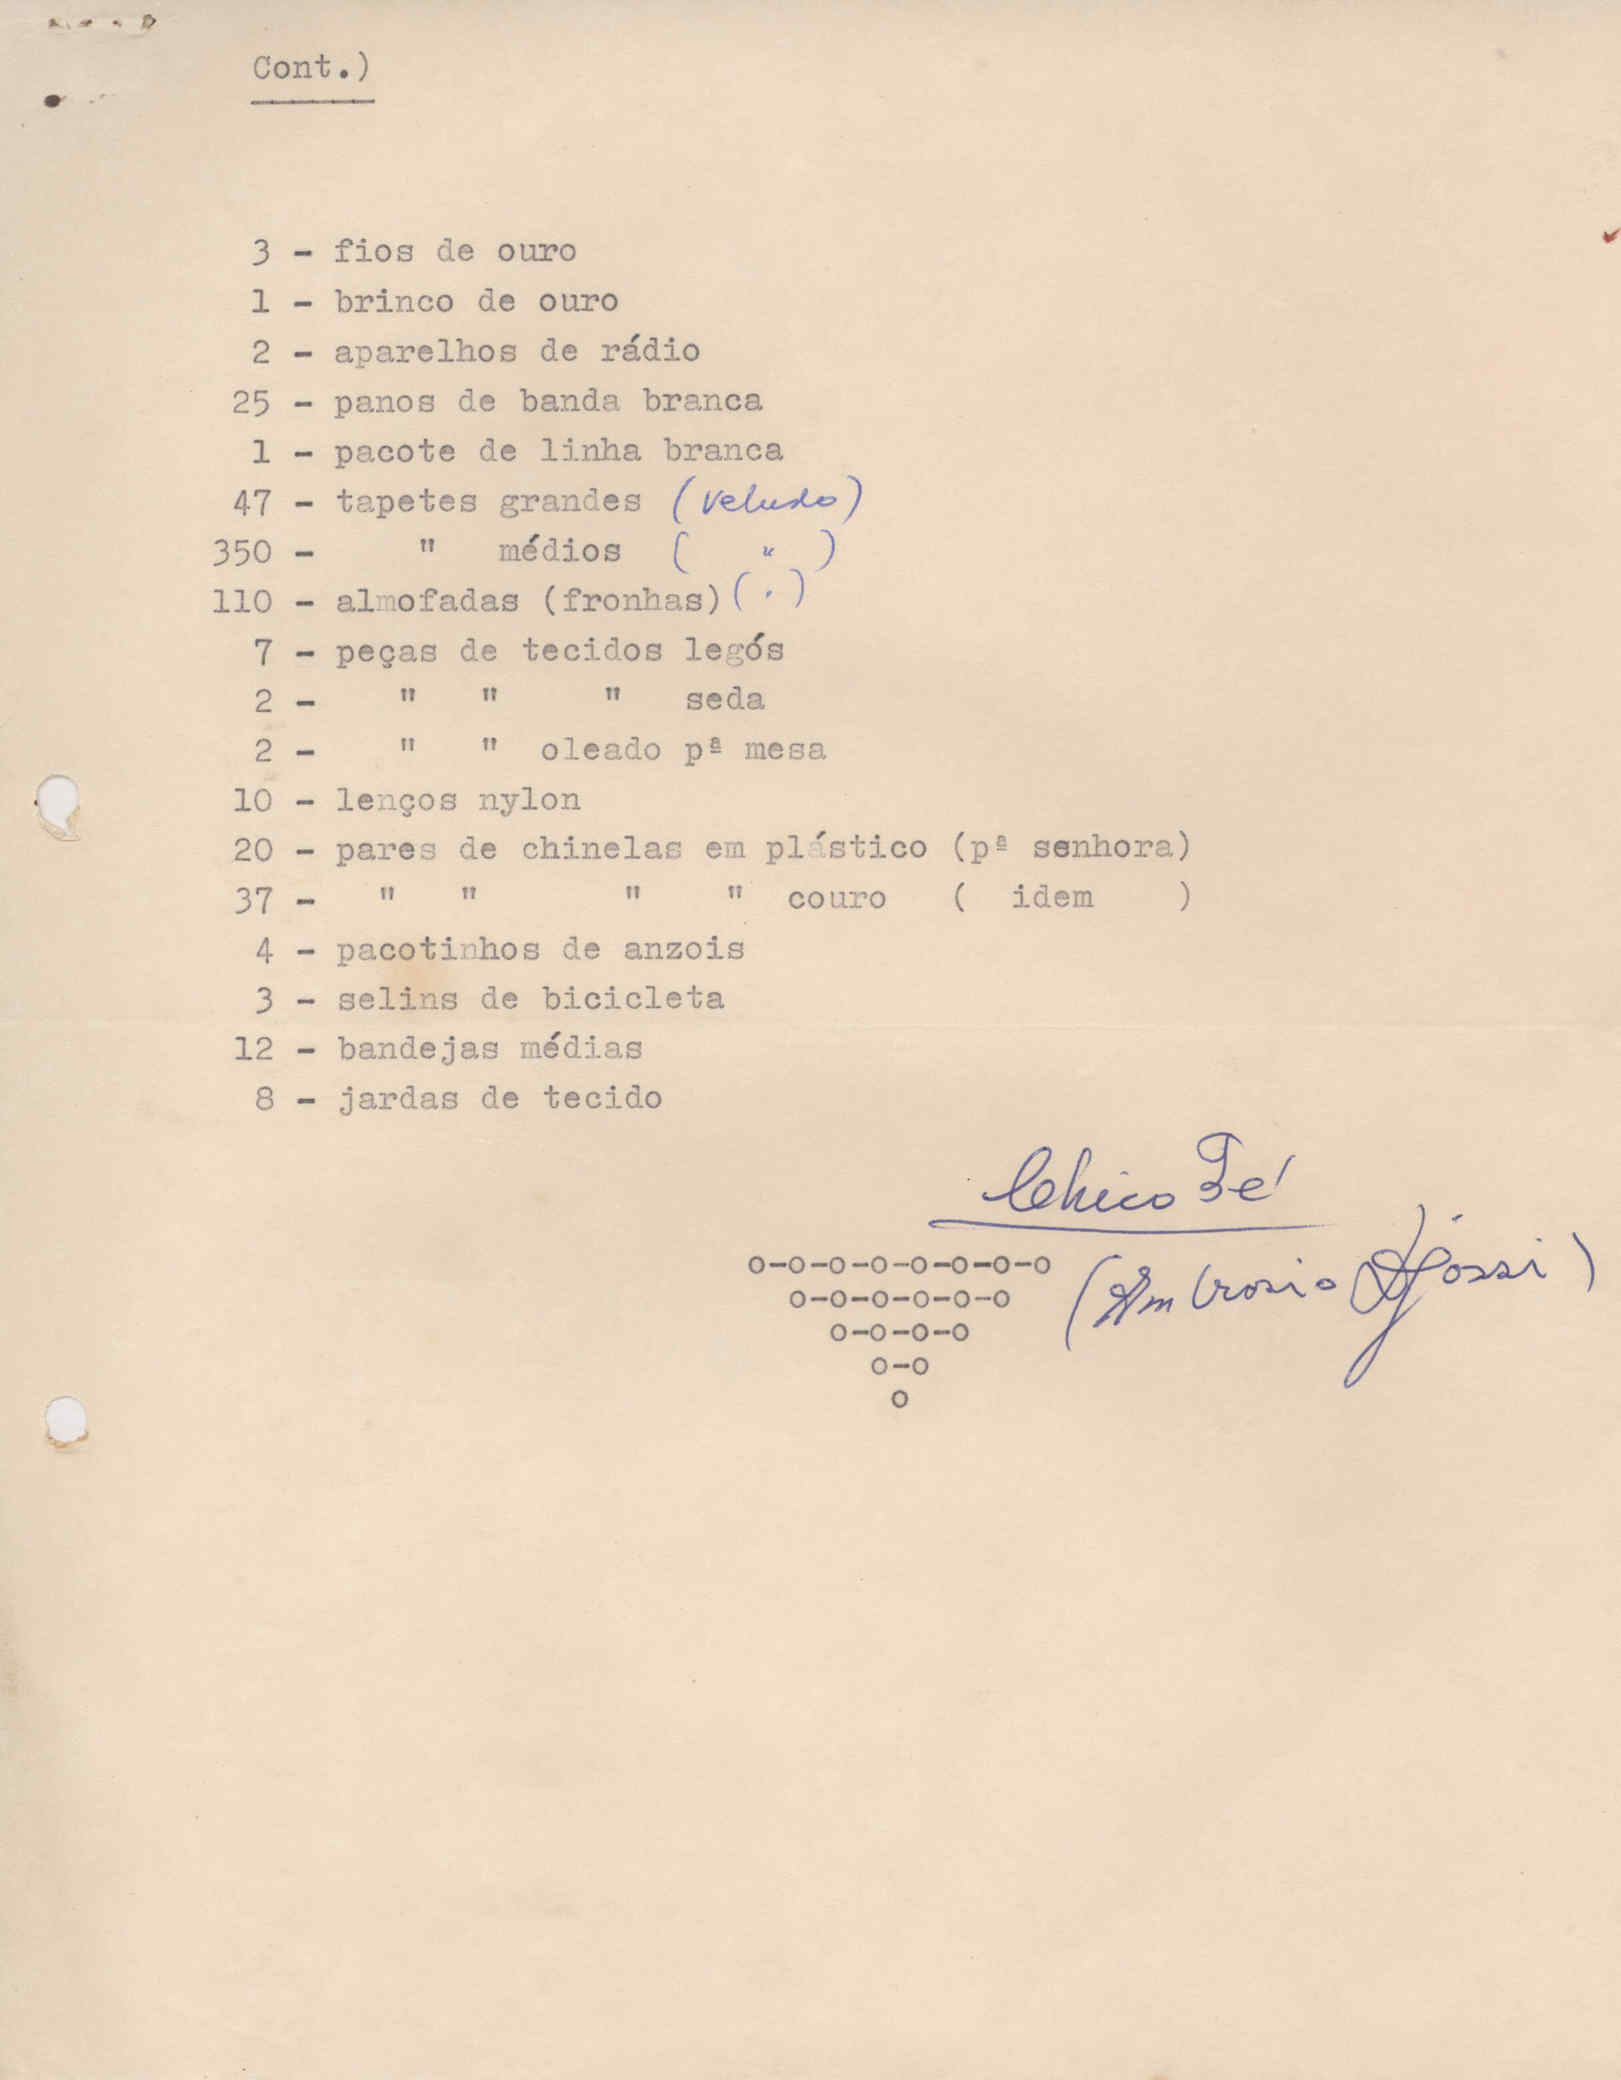 Cont.)
3 - fios de ouro
1 - brinco de ouro
2 - aparelhos de rádio
25 - panos de banda branca
1 - pacote de linha branca
47 - tapetes grandes (veludo)
350 - " médios ( " )
110 - almofadas (fronhas) ( " )
7 - peças de tecidos legós
2 - " " " seda
2 - " " oleado pª mesa
10 - lenços nylon
20 - pares de chinelas em plástico (pª senhora)
37 - " " " " couro ( idem )
4 - pacotinhos de anzois
3 - selins de bicicleta
12 - bandejas médias
8 - jardas de tecido
Chico Té
o-o-o-o-o-o-o-o
(Ambrosio Djassi)
o-o-o-o-o-o
o-o-o-o
o-o
o